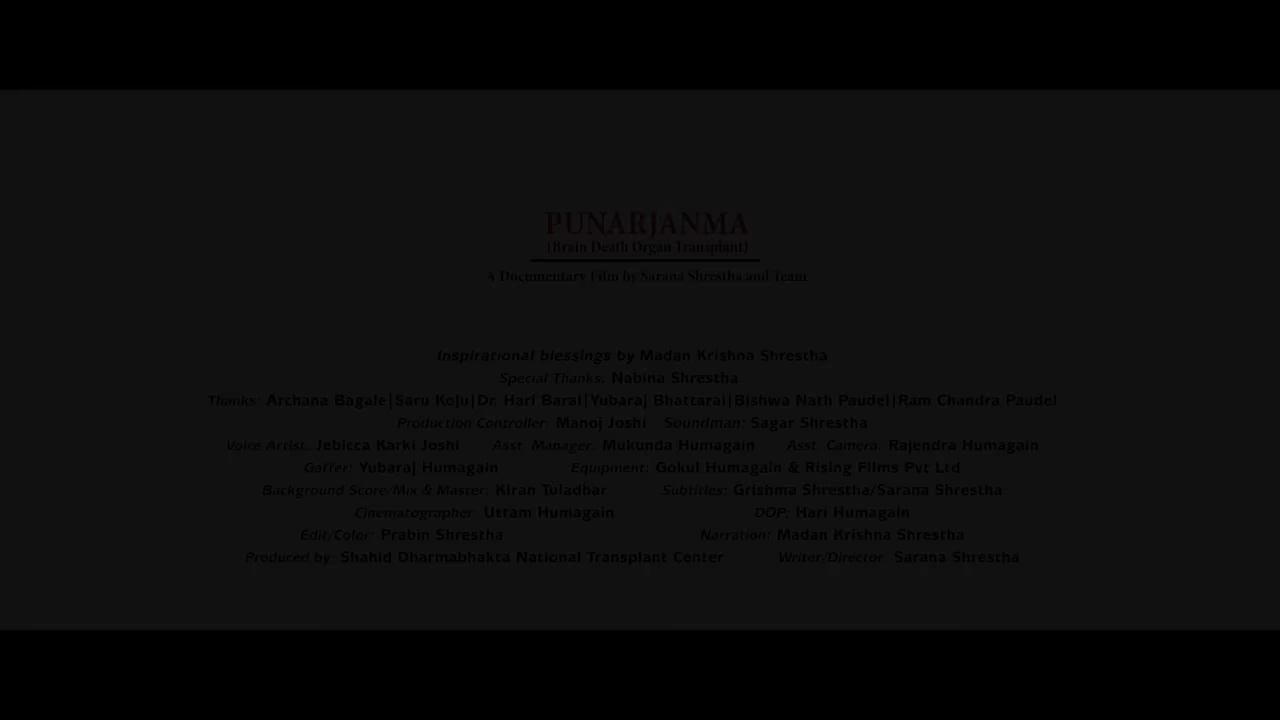 PUNARJANMA
(Brain Death Organ Transplant)
A Documentary Film by Sarana Shrestha and Team
Inspirational blessings by Madan Krishna Shrestha
Special Thanks: Nabina Shrestha
Thanks: Archana Bagale|Saru Koju|Dr. Hari Baral|Yubaraj Bhattarai|Bishwa Nath Paudel|Ram Chandra Paudel
Production Controller: Manoj Joshi Soundman: Sagar Shrestha
Voice Artist: Jebicca Karki Joshi Asst. Manager: Mukunda Humagain Asst. Camera: Rajendra Humagain
Gaffer: Yubaraj Humagain Equipment: Gokul Humagain & Rising Films Pvt Ltd
Background Score/Mix & Master: Kiran Tuladhar Subtitles: Grishma Shrestha/Sarana Shrestha
Cinematographer: Uttam Humagain DOP: Hari Humagain
Edit/Color: Prabin Shrestha Narration: Madan Krishna Shrestha
Produced by: Shahid Dharmabhakta National Transplant Center Writer/Director: Sarana Shrestha